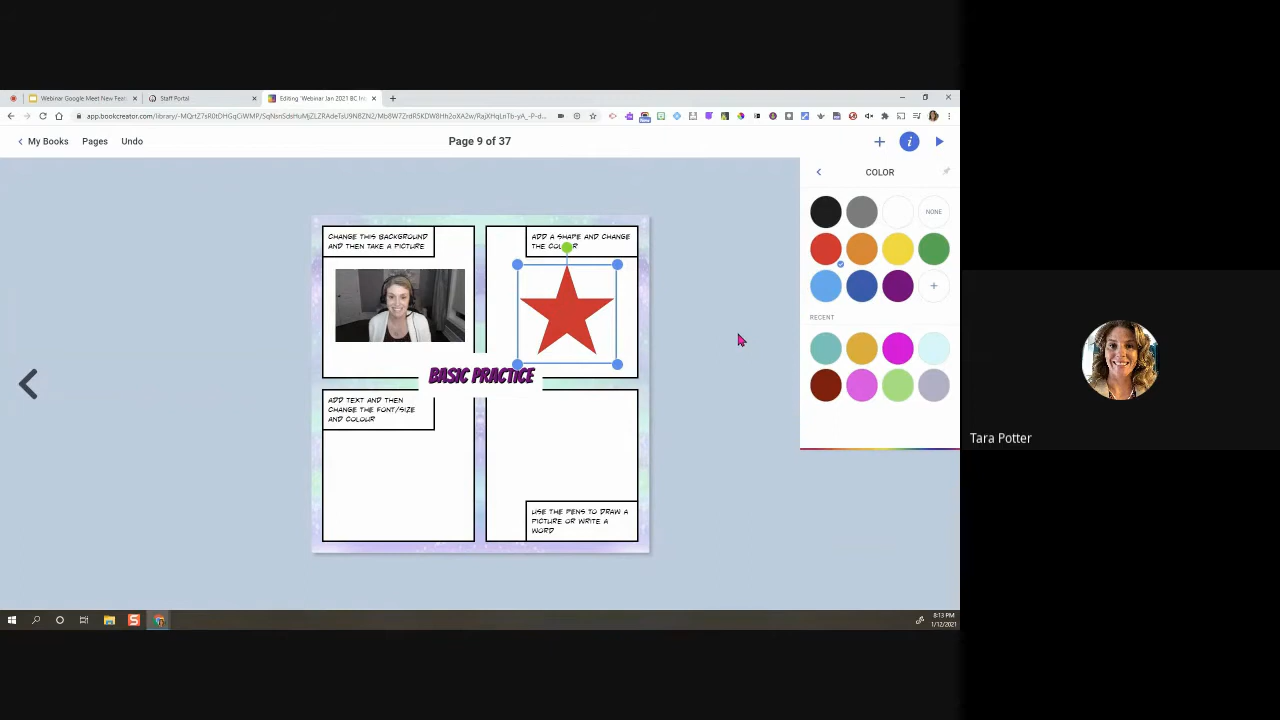 Webinar Google Meet New Feat
Staff Portal
Editing 'Webinar Jan 2021 BC Int
My Books
Pages
Undo
Page 9 of 37
COLOR
NONE
RECENT
CHANGE THIS BACKGROUND
AND THEN TAKE A PICTURE
ADD A SHAPE AND CHANGE
THE COLOUR
BASIC PRACTICE
ADD TEXT AND THEN
CHANGE THE FONT/SIZE
AND COLOUR
USE THE PENS TO DRAW A
PICTURE OR WRITE A
WORD
Tara Potter
8:13 PM
1/12/2021